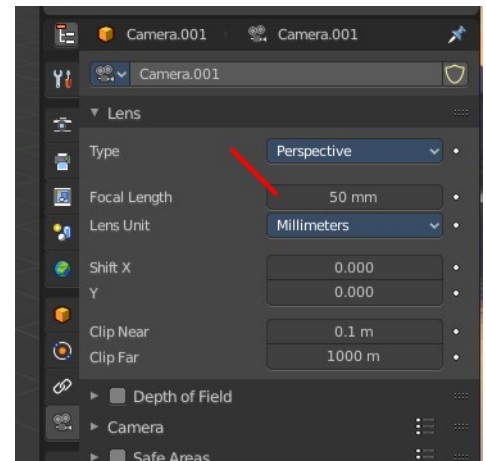 Camera.001 Camera.001
Camera.001
Lens
Type Perspective
Focal Length 50 mm
Lens Unit Millimeters
Shift X 0.000
Y 0.000
Clip Near 0.1 m
Clip Far 1000 m
Depth of Field
Camera
Safe Areas